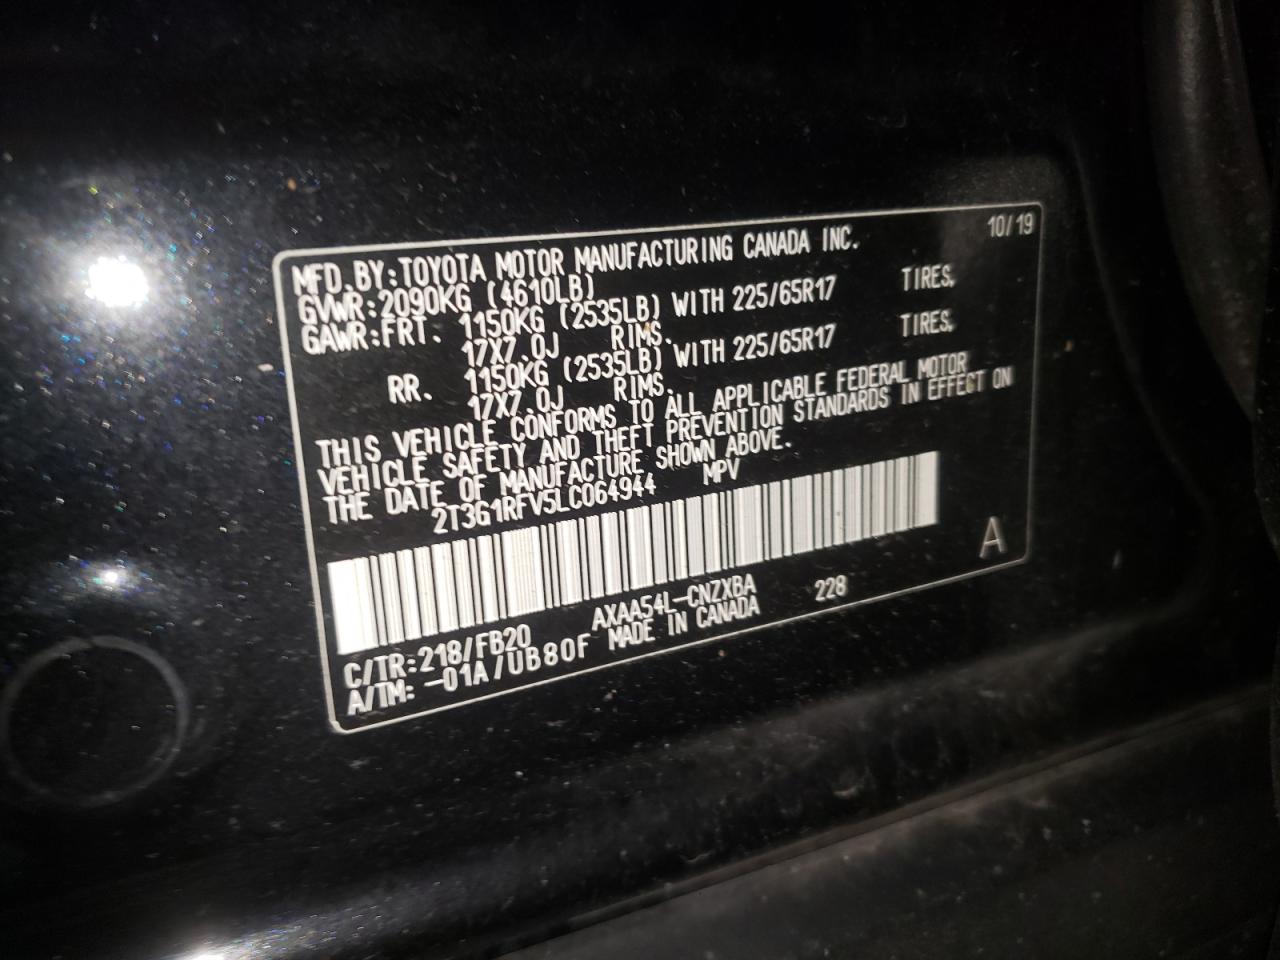 10/19
MFD.BY:TOYOTA MOTOR MANUFACTURING CANADA INC.
GVWR:2090KG (4610LB)
GAWR:FRT. 1150KG (2535LB) WITH 225/65R17 TIRES,
17X7.0J RIMS.
RR. 1150KG (2535LB) WITH 225/65R17 TIRES,
17X7.0J RIMS.
THIS VEHICLE CONFORMS TO ALL APPLICABLE FEDERAL MOTOR
VEHICLE SAFETY AND THEFT PREVENTION STANDARDS IN EFFECT ON
THE DATE OF MANUFACTURE SHOWN ABOVE.
2T3G1RFV5LC064944 MPV
A
C/TR:218/FB20 AXAA54L-CNZXBA 228
A/TM: -01A/UB80F MADE IN CANADA